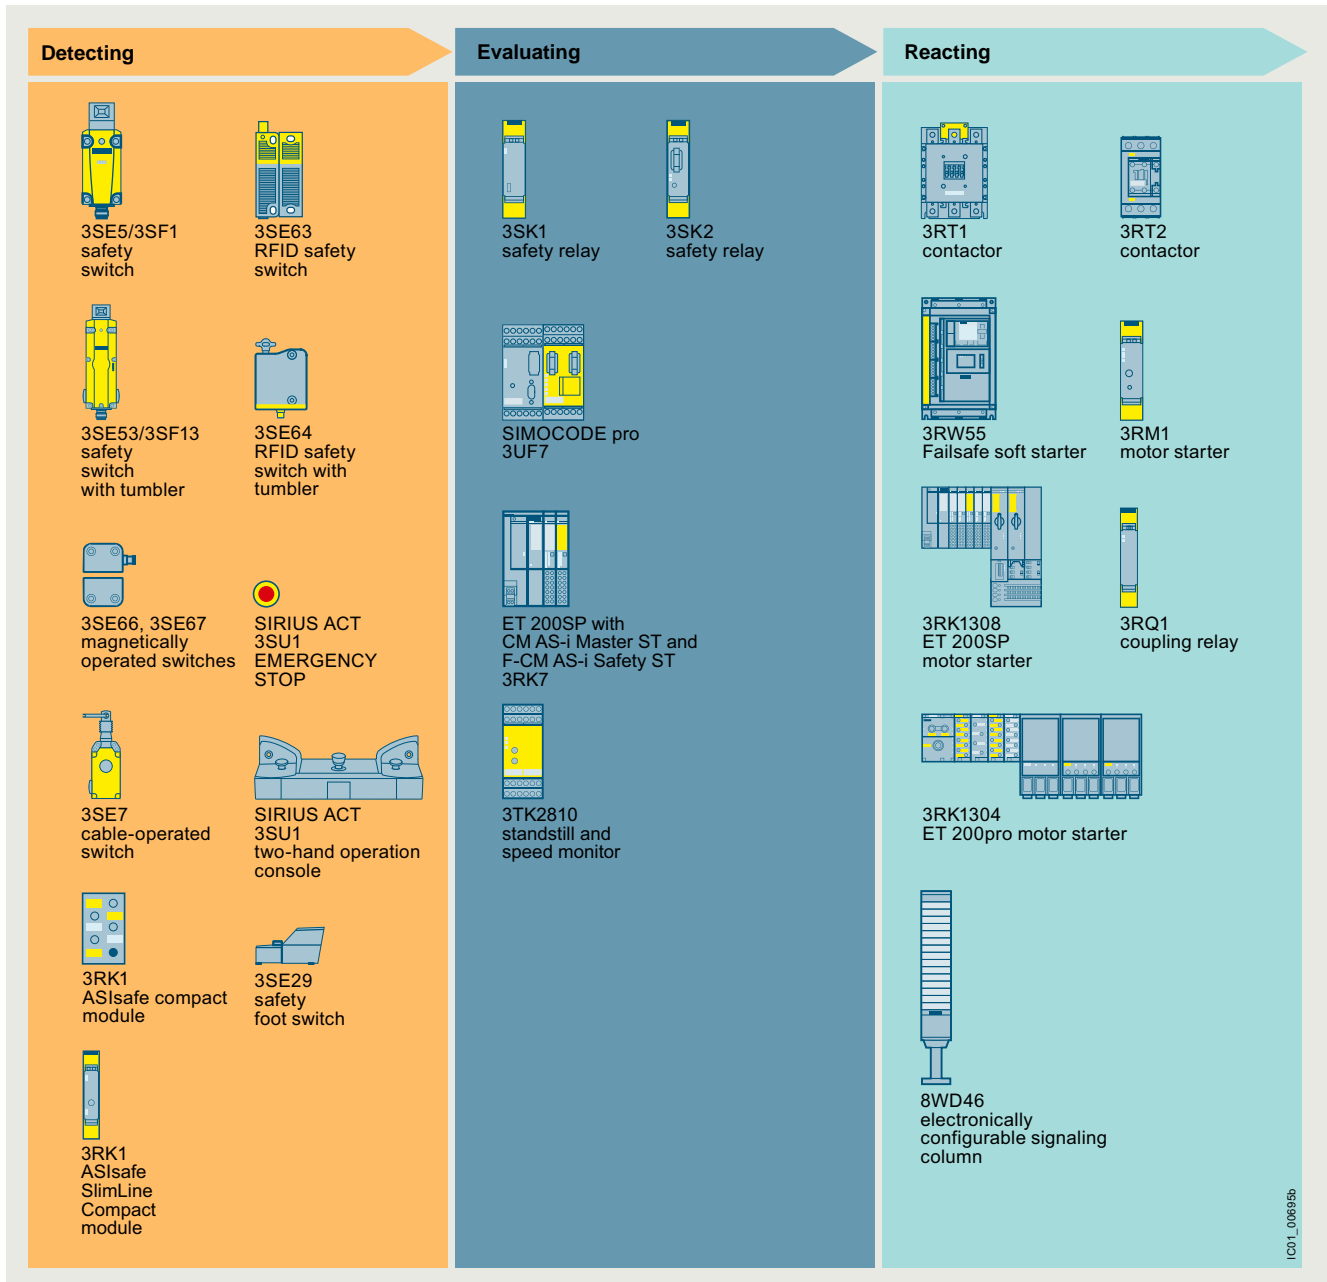 Detecting
3SE5/3SF1
safety
switch
3SE63
RFID safety
switch
3SE53/3SF13
safety
switch
with tumbler
3SE64
RFID safety
switch with
tumbler
3SE66, 3SE67
magnetically
operated switches
SIRIUS ACT
3SU1
EMERGENCY
STOP
3SE7
cable-operated
switch
SIRIUS ACT
3SU1
two-hand operation
console
3RK1
ASIsafe compact
module
3SE29
safety
foot switch
3RK1
ASIsafe
SlimLine
Compact
module
Evaluating
3SK1
safety relay
3SK2
safety relay
SIMOCODE pro
3UF7
ET 200SP with
CM AS-i Master ST and
F-CM AS-i Safety ST
3RK7
3TK2810
standstill and
speed monitor
Reacting
3RT1
contactor
3RT2
contactor
3RW55
Failsafe soft starter
3RM1
motor starter
3RK1308
ET 200SP
motor starter
3RQ1
coupling relay
3RK1304
ET 200pro motor starter
8WD46
electronically
configurable signaling
column
IC01_00695b